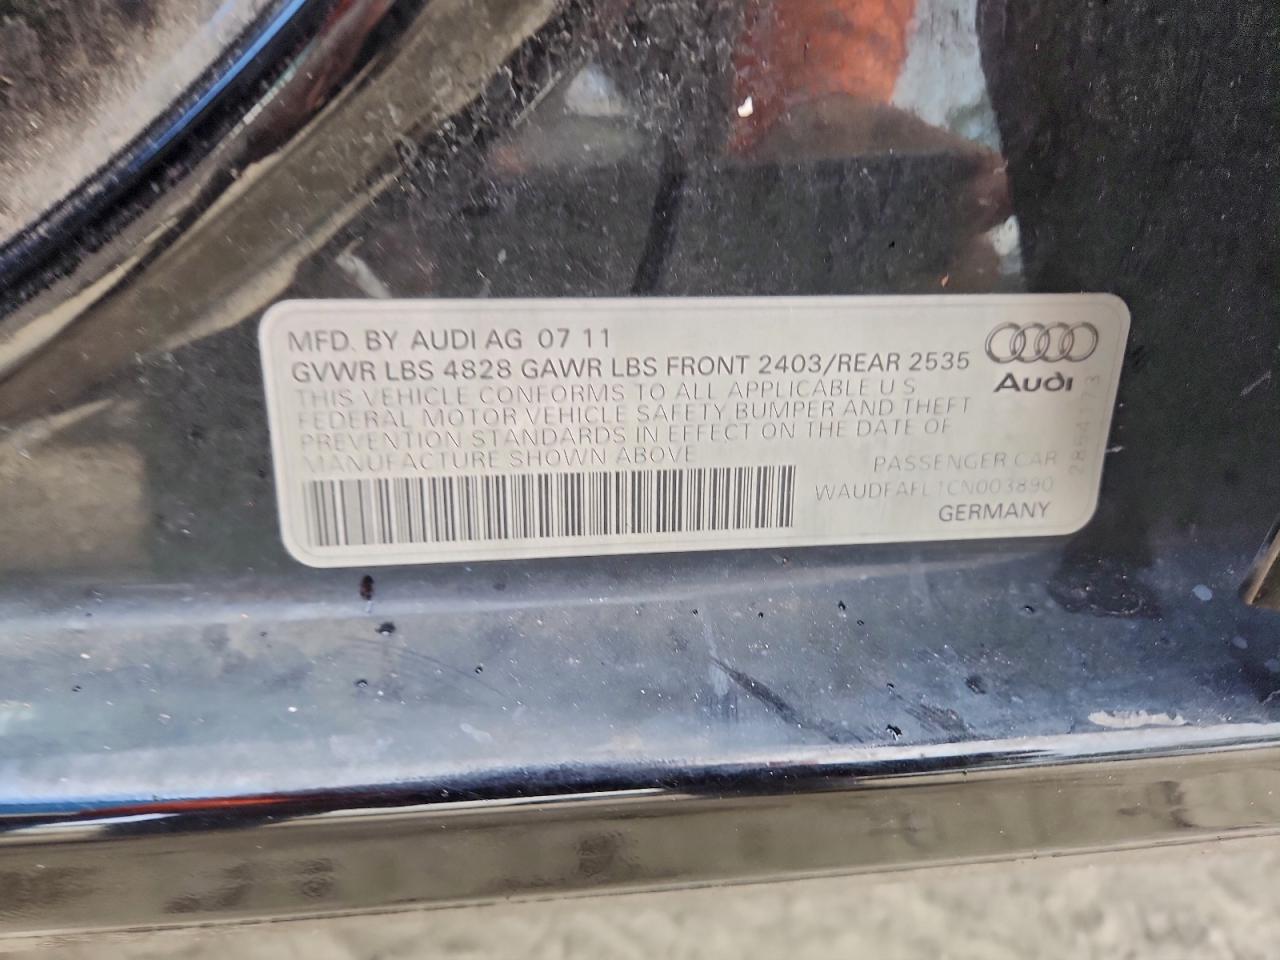 MFD. BY AUDI AG 07 11
GVWR LBS 4828 GAWR LBS FRONT 2403/REAR 2535
THIS VEHICLE CONFORMS TO ALL APPLICABLE U S
FEDERAL MOTOR VEHICLE SAFETY BUMPER AND THEFT
PREVENTION STANDARDS IN EFFECT ON THE DATE OF
MANUFACTURE SHOWN ABOVE
PASSENGER CAR
WAUDFAFL1CN003890
GERMANY
Audi